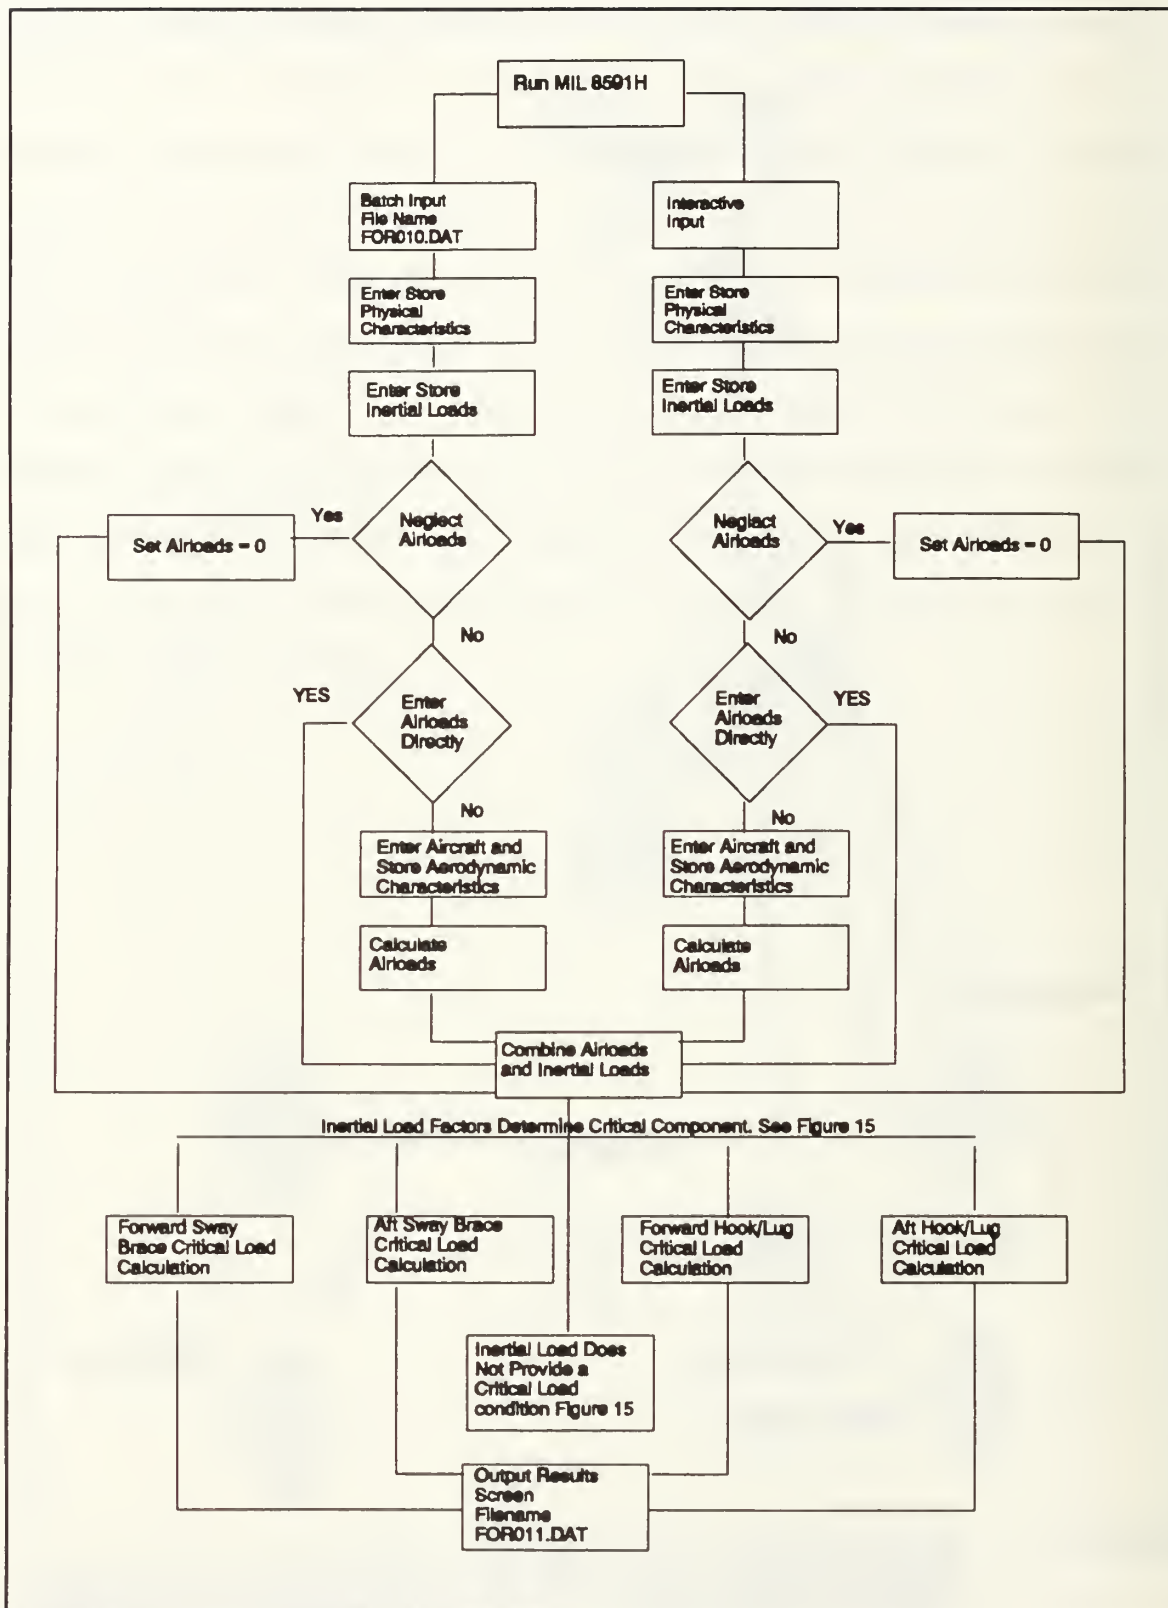 Run MIL 8591H
Batch Input
File Name
FOR010.DAT
Interactive
Input
Enter Store
Physical
Characteristics
Enter Store
Physical
Characteristics
Enter Store
Inertial Loads
Enter Store
Inertial Loads
Set Airloads = 0
Yes
Neglect
Airloads
Neglect
Airloads
Yes
Set Airloads = 0
No
No
YES
Enter
Airloads
Directly
Enter
Airloads
Directly
YES
No
No
Enter Aircraft and
Store Aerodynamic
Characteristics
Enter Aircraft and
Store Aerodynamic
Characteristics
Calculate
Airloads
Calculate
Airloads
Combine Airloads
and Inertial Loads
Inertial Load Factors Determine Critical Component. See Figure 15
Forward Sway
Brace Critical Load
Calculation
Aft Sway Brace
Critical Load
Calculation
Forward Hook/Lug
Critical Load
Calculation
Aft Hook/Lug
Critical Load
Calculation
Inertial Load Does
Not Provide a
Critical Load
condition Figure 15
Output Results
Screen
Filename
FOR011.DAT